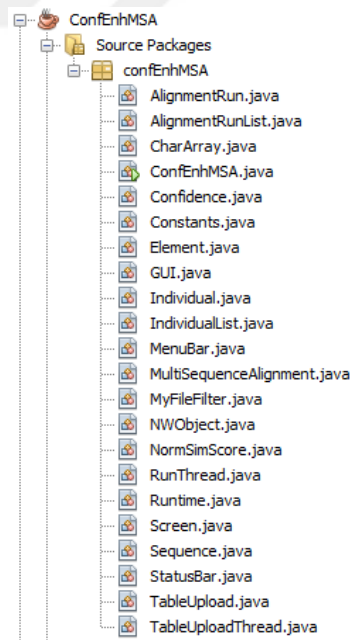 ConfEnhMSA
Source Packages
confEnhMSA
AlignmentRun.java
AlignmentRunList.java
CharArray.java
ConfEnhMSA.java
Confidence.java
Constants.java
Element.java
GUI.java
Individual.java
IndividualList.java
MenuBar.java
MultiSequenceAlignment.java
MyFileFilter.java
NWObject.java
NormSimScore.java
RunThread.java
Runtime.java
Screen.java
Sequence.java
StatusBar.java
TableUpload.java
TableUploadThread.java